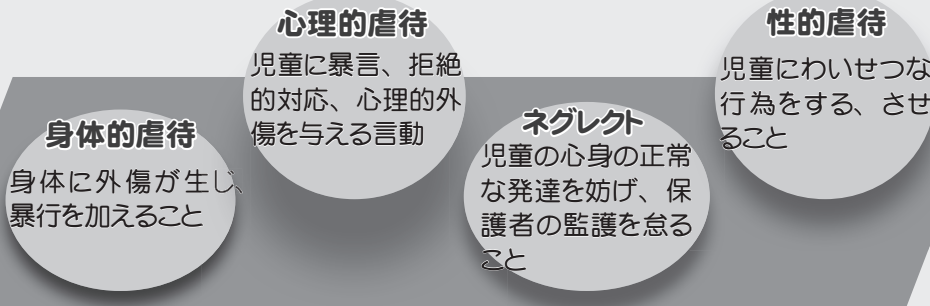 身体的虐待
身体に外傷が生じ、
暴行を加えること
心理的虐待
児童に暴言、拒絶
的対応、心理的外
傷を与える言動
ネグレクト
児童の心身の正常
な発達を妨げ、保
護者の監護を怠る
こと
性的虐待
児童にわいせつな
行為をする、させ
ること